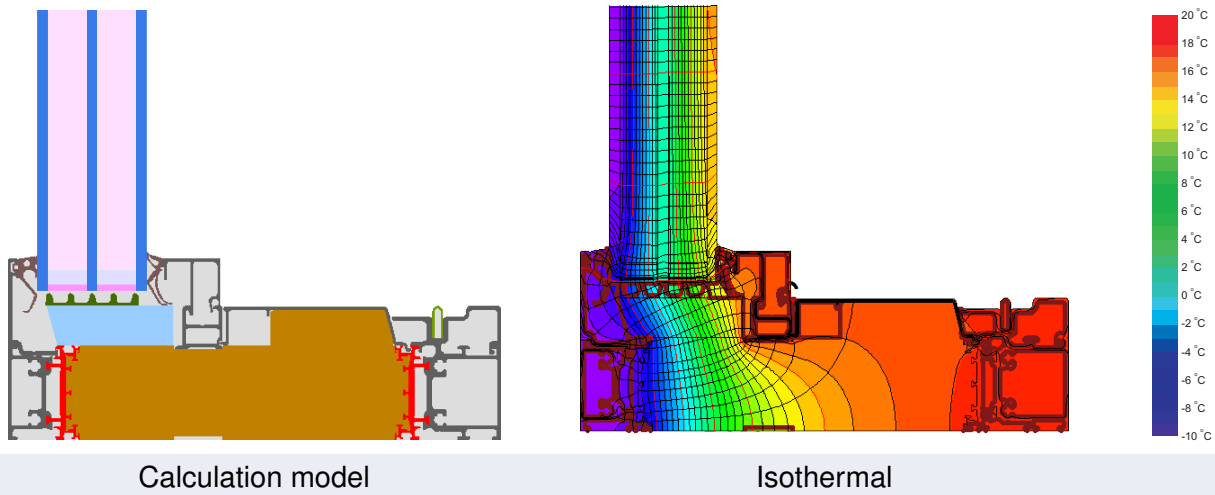 20 °C
18 °C
16 °C
14 °C
12 °C
10 °C
8 °C
6 °C
4 °C
2 °C
0 °C
-2 °C
-4 °C
-6 °C
-8 °C
-10 °C
Calculation model
Isothermal